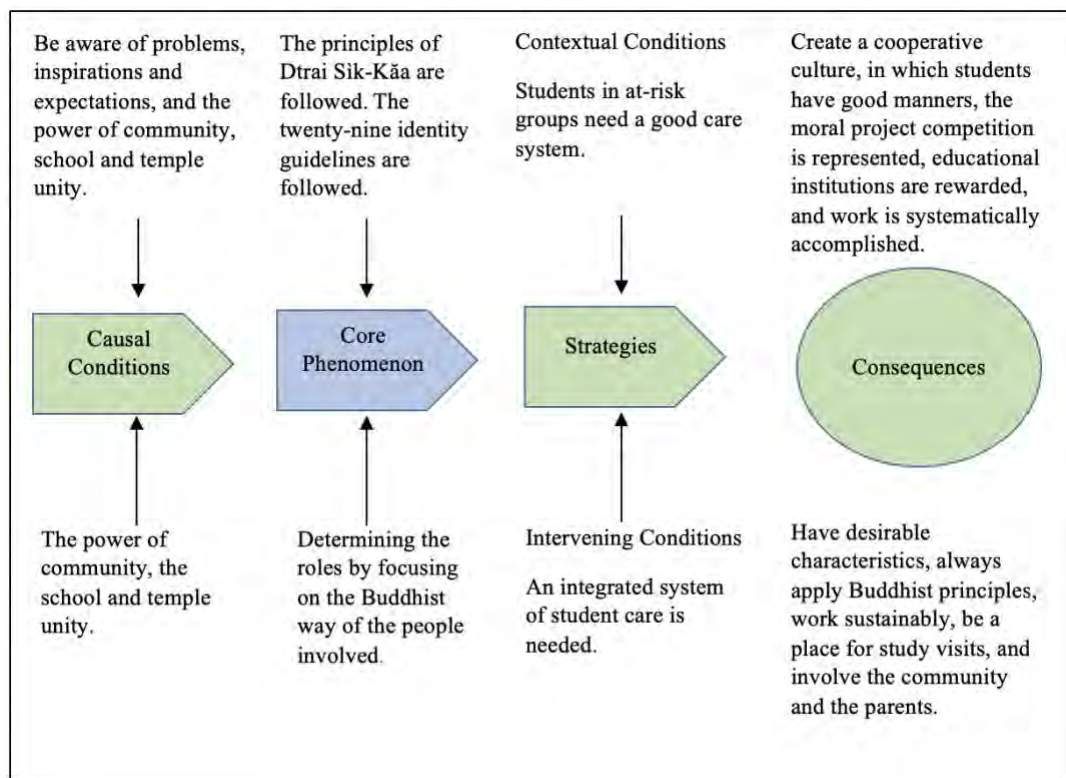 Be aware of problems,
inspirations and
expectations, and the
power of community,
school and temple
unity.
The principles of
Dtrai Sìk-Kăa are
followed. The
twenty-nine identity
guidelines are
followed.
Contextual Conditions
Students in at-risk
groups need a good care
system.
Create a cooperative
culture, in which students
have good manners, the
moral project competition
is represented, educational
institutions are rewarded,
and work is systematically
accomplished.
Causal
Conditions
Core
Phenomenon
Strategies
Consequences
The power of
community, the
school and temple
unity.
Determining the
roles by focusing
on the Buddhist
way of the people
involved.
Intervening Conditions
An integrated system
of student care is
needed.
Have desirable
characteristics, always
apply Buddhist principles,
work sustainably, be a
place for study visits, and
involve the community
and the parents.